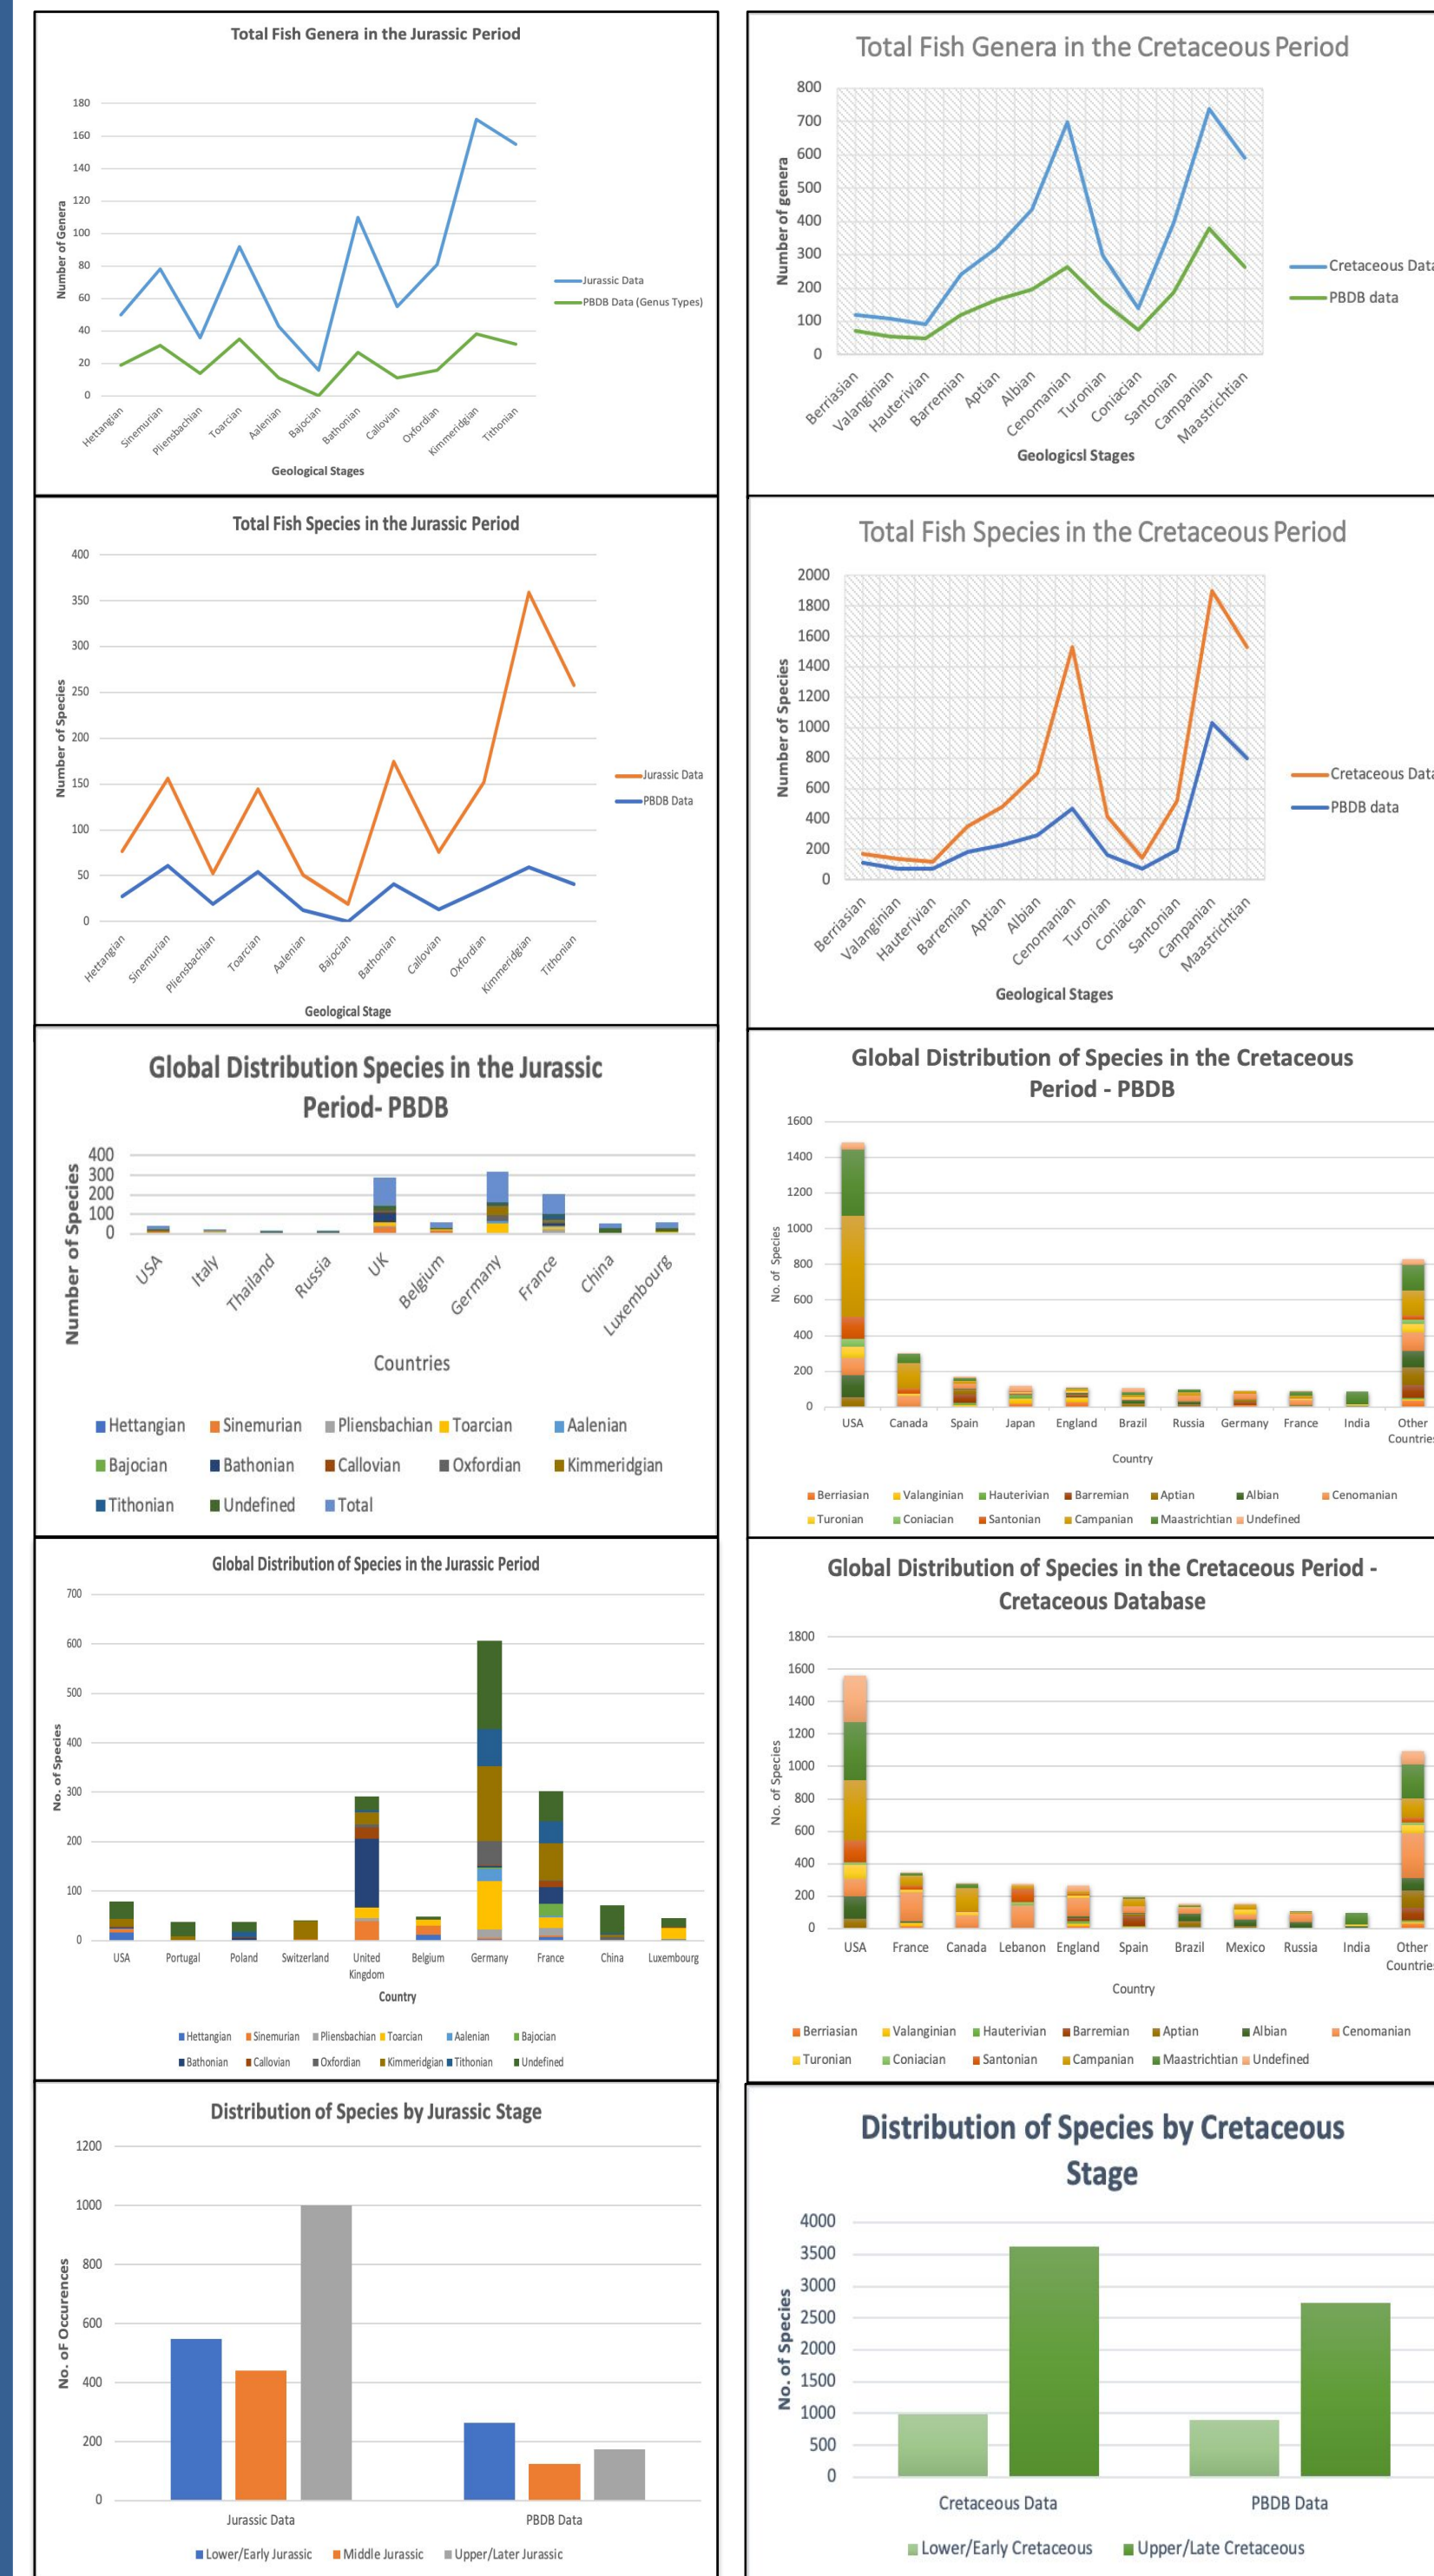 Total Fish Genera in the Jurassic Period
180
160
140
120
100
80
60
40
20
0
Number of Genera
Hettangian
Sinemurian
Pliensbachian
Toarcian
Aalenian
Bajocian
Bathonian
Callovian
Oxfordian
Kimmeridgian
Tithonian
Geological Stages
Jurassic Data
PBDB Data (Genus Types)
Total Fish Genera in the Cretaceous Period
800
700
600
500
400
300
200
100
0
Number of genera
Berriasian
Valanginian
Hauterivian
Barremian
Aptian
Albian
Cenomanian
Turonian
Coniacian
Santonian
Campanian
Maastrichtian
Geologicsl Stages
Cretaceous Data
PBDB data
Total Fish Species in the Jurassic Period
400
350
300
250
200
150
100
50
0
Number of Species
Hettangian
Sinemurian
Pliensbachian
Toarcian
Aalenian
Bajocian
Bathonian
Callovian
Oxfordian
Kimmeridgian
Tithonian
Geological Stage
Jurassic Data
PBDB Data
Total Fish Species in the Cretaceous Period
2000
1800
1600
1400
1200
1000
800
600
400
200
0
Number of Species
Berriasian
Valanginian
Hauterivian
Barremian
Aptian
Albian
Cenomanian
Turonian
Coniacian
Santonian
Campanian
Maastrichtian
Geological Stages
Cretaceous Data
PBDB data
Global Distribution Species in the Jurassic
Period- PBDB
400
300
200
100
0
Number of Species
USA
Italy
Thailand
Russia
UK
Belgium
Germany
France
China
Luxembourg
Countries
Hettangian Sinemurian Pliensbachian Toarcian Aalenian
Bajocian Bathonian Callovian Oxfordian Kimmeridgian
Tithonian Undefined Total
Global Distribution of Species in the Cretaceous
Period - PBDB
1600
1400
1200
1000
800
600
400
200
0
No. of Species
USA Canada Spain Japan England Brazil Russia Germany France India Other
Countries
Country
Berriasian Valanginian Hauterivian Barremian Aptian Albian Cenomanian
Turonian Coniacian Santonian Campanian Maastrichtian Undefined
Global Distribution of Species in the Jurassic Period
700
600
500
400
300
200
100
0
No. of Species
USA Portugal Poland Switzerland United Belgium Germany France China Luxembourg
Kingdom
Country
Hettangian Sinemurian Pliensbachian Toarcian Aalenian Bajocian
Bathonian Callovian Oxfordian Kimmeridgian Tithonian Undefined
Global Distribution of Species in the Cretaceous Period -
Cretaceous Database
1800
1600
1400
1200
1000
800
600
400
200
0
No. of Species
USA France Canada Lebanon England Spain Brazil Mexico Russia India Other
Countries
Country
Berriasian Valanginian Hauterivian Barremian Aptian Albian Cenomanian
Turonian Coniacian Santonian Campanian Maastrichtian Undefined
Distribution of Species by Jurassic Stage
1200
1000
800
600
400
200
0
No. oF Occurences
Jurassic Data PBDB Data
Lower/Early Jurassic Middle Jurassic Upper/Later Jurassic
Distribution of Species by Cretaceous
Stage
4000
3500
3000
2500
2000
1500
1000
500
0
No. of Species
Cretaceous Data PBDB Data
Lower/Early Cretaceous Upper/Late Cretaceous